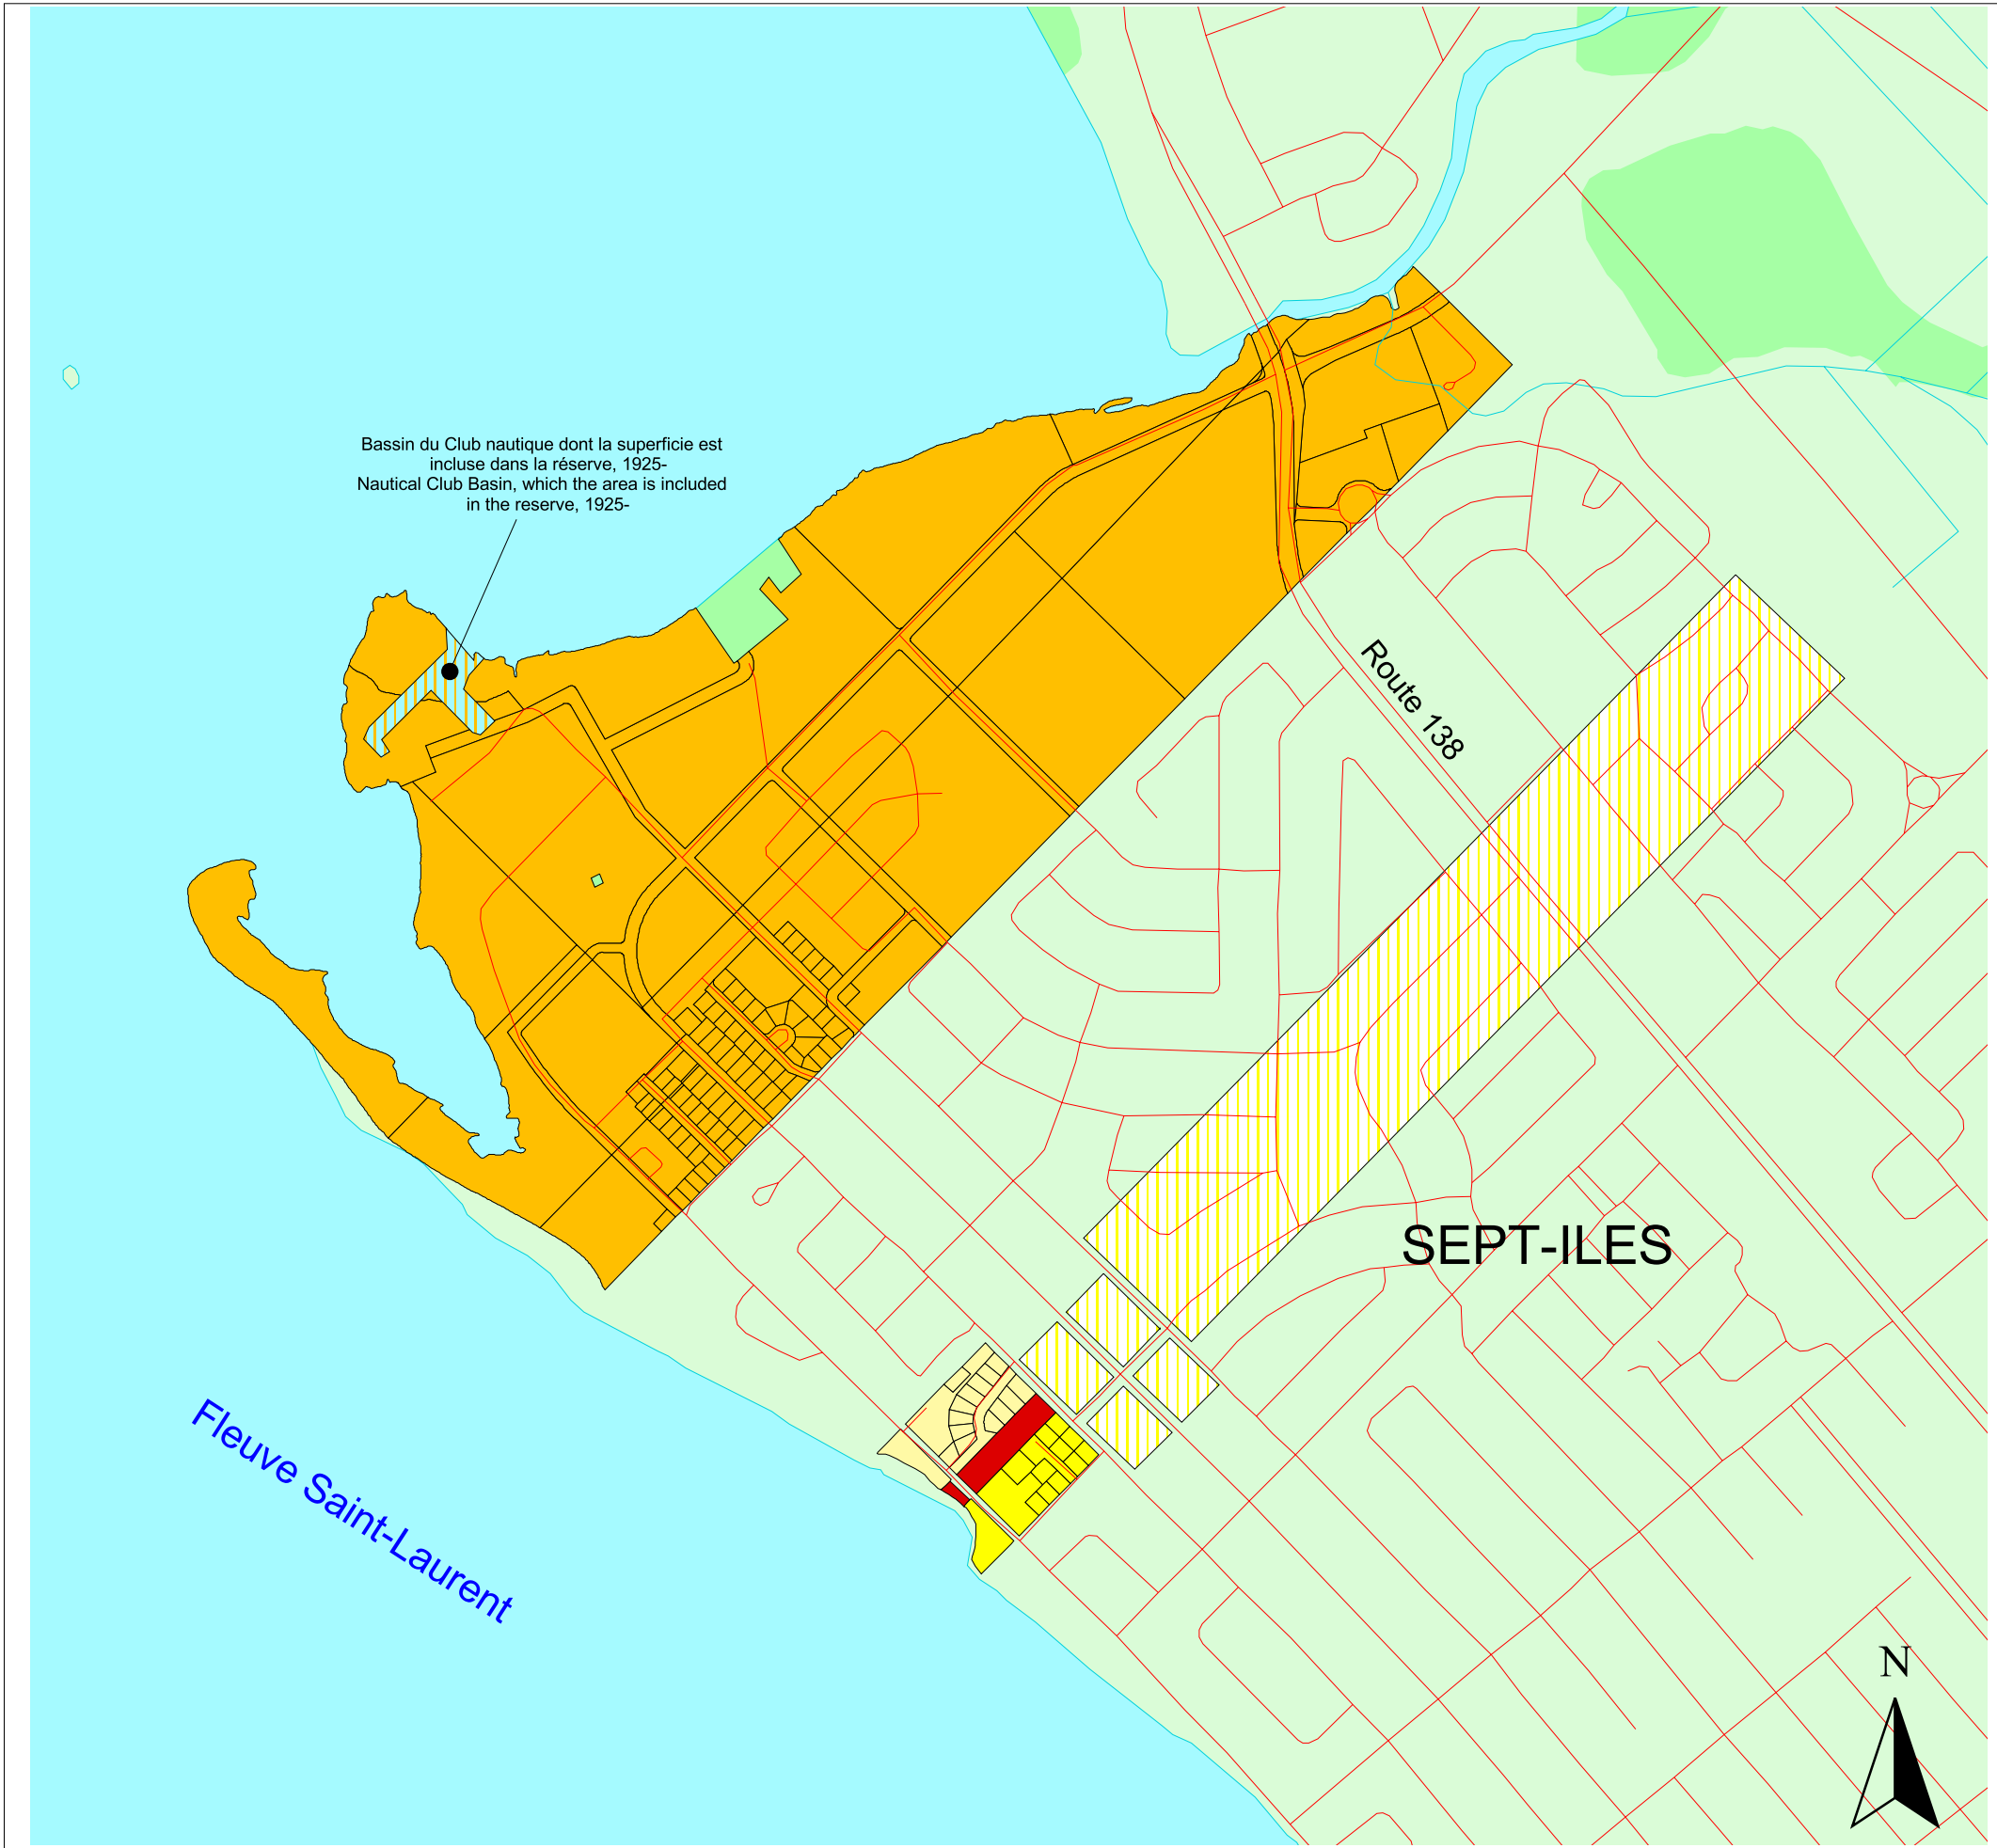 Bassin du Club nautique dont la superficie est
incluse dans la réserve, 1925-
Nautical Club Basin, which the area is included
in the reserve, 1925-
Route 138
SEPT-ILES
Fleuve Saint-Laurent
N